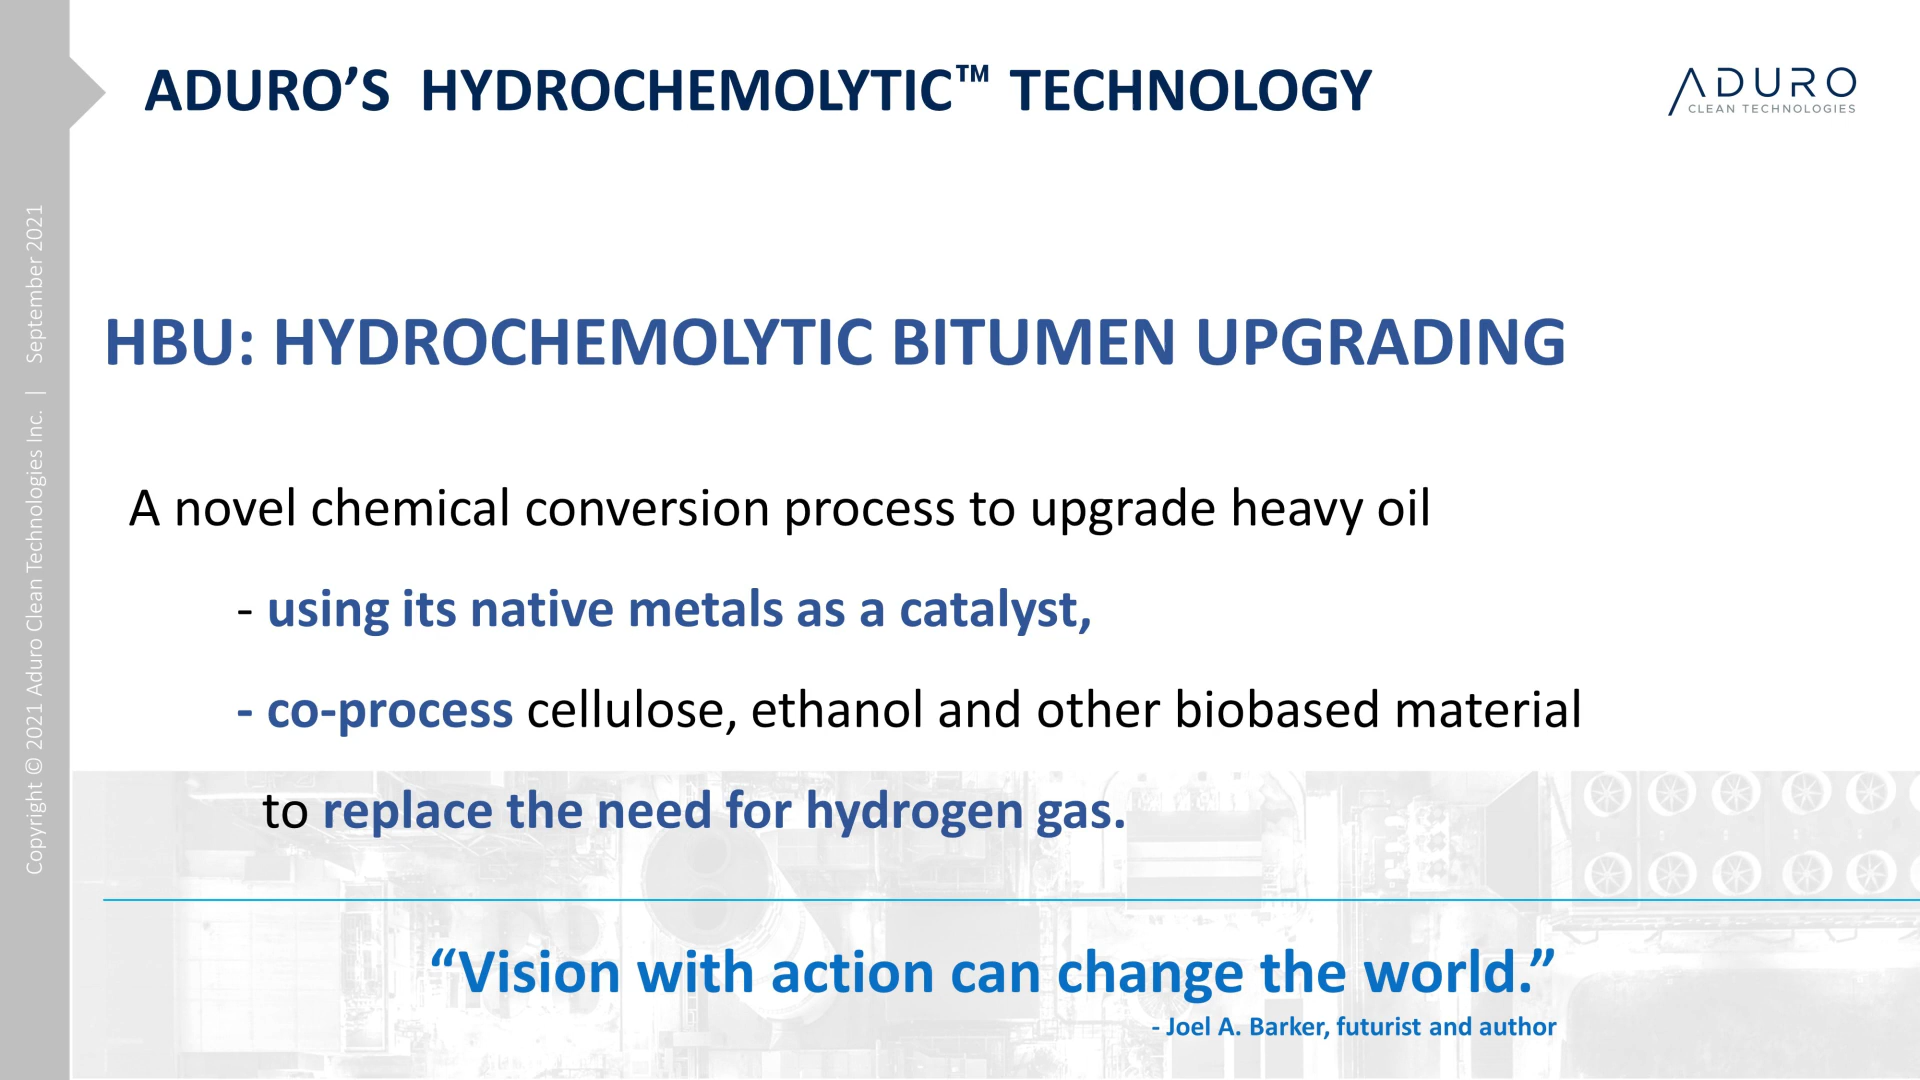 ADURO’S HYDROCHEMOLYTIC™ TECHNOLOGY
ADURO
CLEAN TECHNOLOGIES
Copyright © 2021 Aduro Clean Technologies Inc. | September 2021
HBU: HYDROCHEMOLYTIC BITUMEN UPGRADING
A novel chemical conversion process to upgrade heavy oil
- using its native metals as a catalyst,
- co-process cellulose, ethanol and other biobased material
to replace the need for hydrogen gas.
“Vision with action can change the world.”
- Joel A. Barker, futurist and author